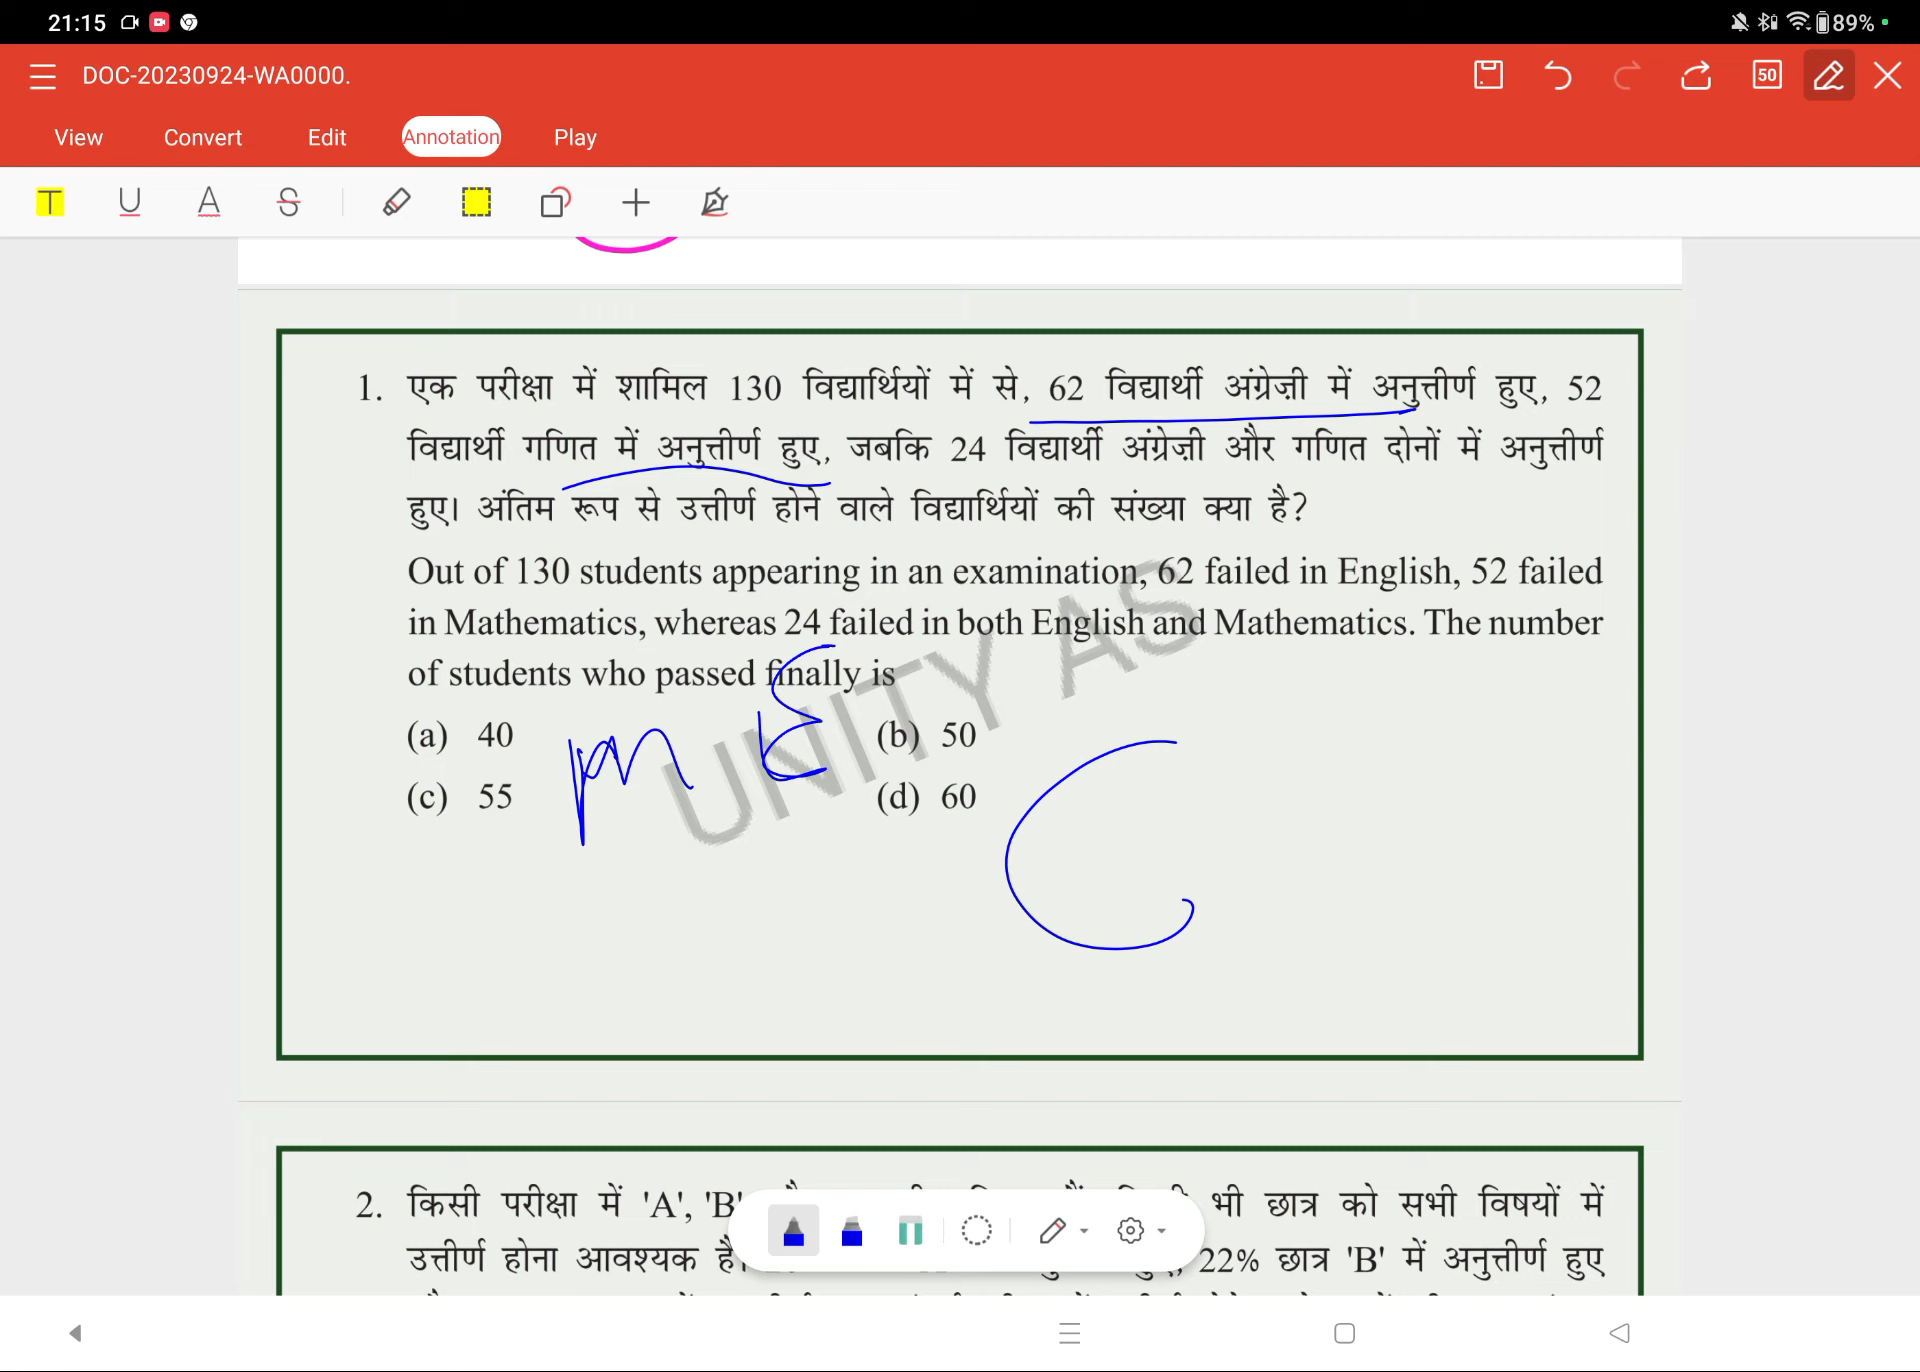 21:15 89%
DOC-20230924-WA0000. 50
View Convert Edit Annotation Play
T U A S
1. एक परीक्षा में शामिल 130 विद्यार्थियों में से, 62 विद्यार्थी अंग्रेज़ी में अनुत्तीर्ण हुए, 52
विद्यार्थी गणित में अनुत्तीर्ण हुए, जबकि 24 विद्यार्थी अंग्रेज़ी और गणित दोनों में अनुत्तीर्ण
हुए। अंतिम रूप से उत्तीर्ण होने वाले विद्यार्थियों की संख्या क्या है?
Out of 130 students appearing in an examination, 62 failed in English, 52 failed
in Mathematics, whereas 24 failed in both English and Mathematics. The number
of students who passed finally is
(a) 40 (b) 50
(c) 55 (d) 60
m E
UNITY AS
2. किसी परीक्षा में 'A', 'B' भी छात्र को सभी विषयों में
उत्तीर्ण होना आवश्यक है। 22% छात्र 'B' में अनुत्तीर्ण हुए